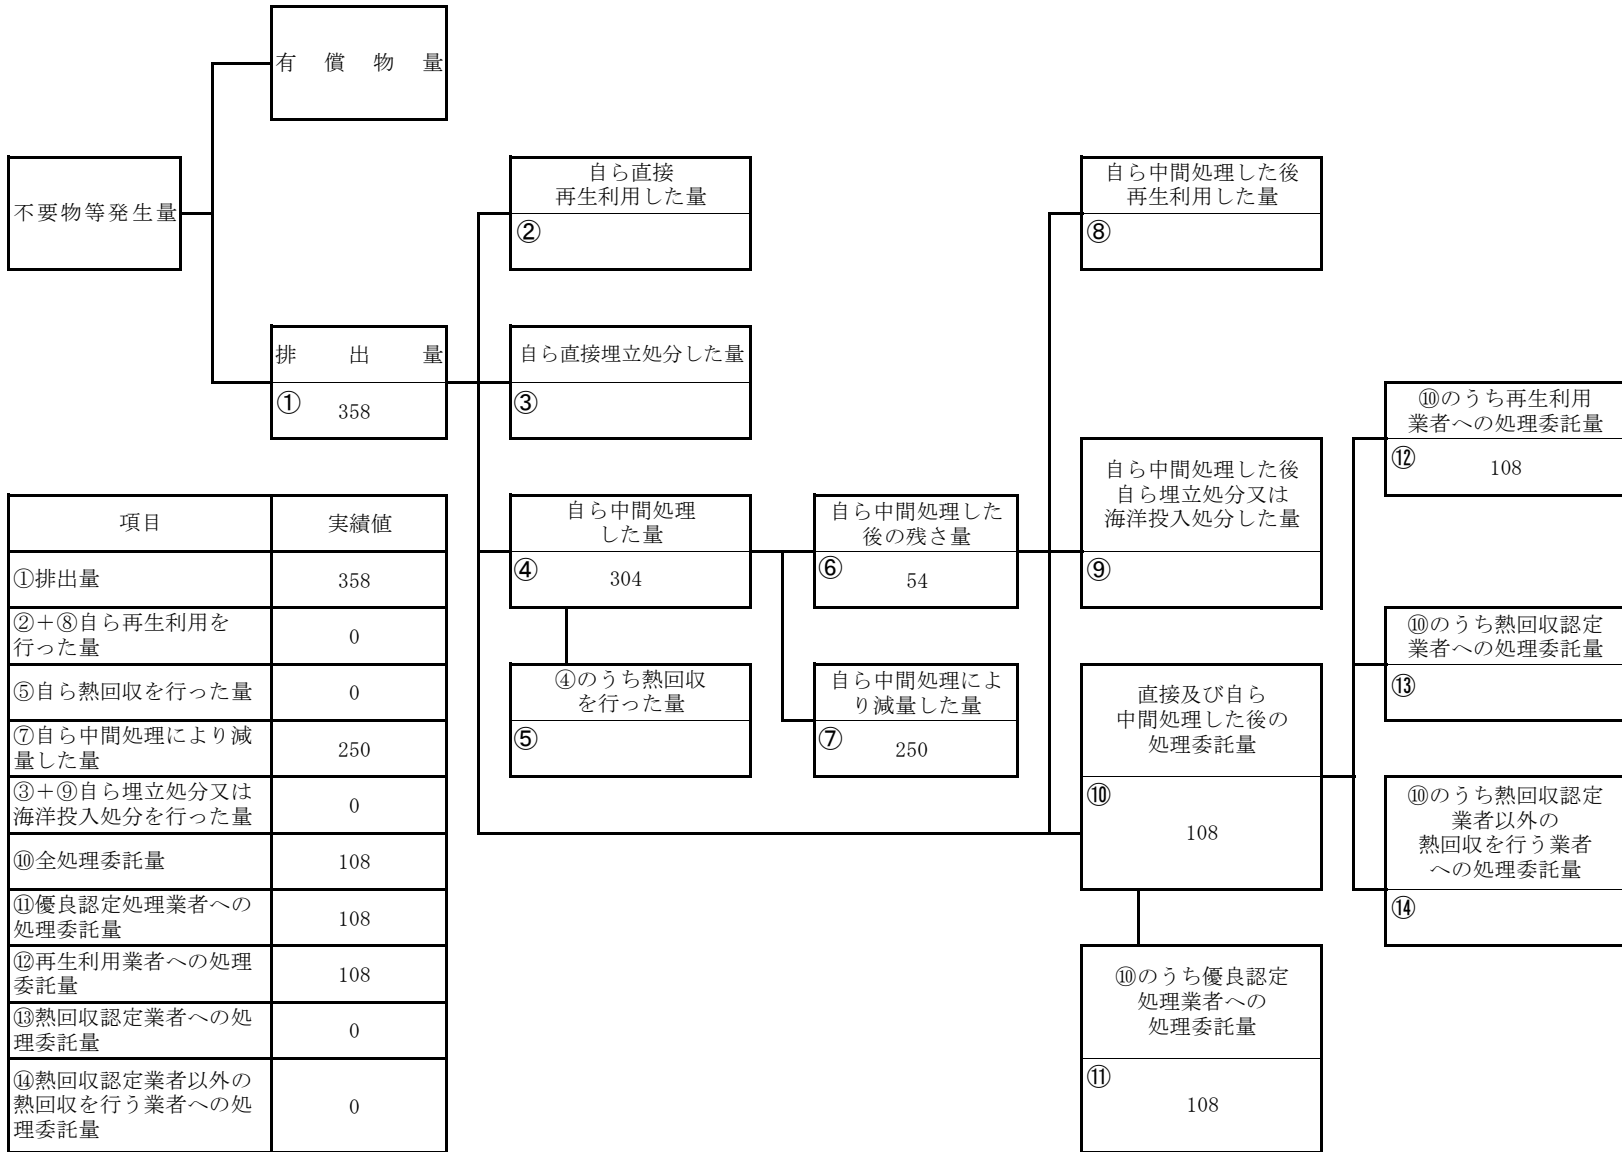 有償物量
不要物等発生量
自ら直接
再生利用した量
②
自ら中間処理した後
再生利用した量
⑧
排出量
① 358
自ら直接埋立処分した量
③
自ら中間処理
した量
④ 304
自ら中間処理した
後の残さ量
⑥ 54
自ら中間処理した後
自ら埋立処分又は
海洋投入処分した量
⑨
⑩のうち再生利用
業者への処理委託量
⑫ 108
④のうち熱回収
を行った量
⑤
自ら中間処理によ
り減量した量
⑦ 250
直接及び自ら
中間処理した後の
処理委託量
⑩
108
⑩のうち熱回収認定
業者への処理委託量
⑬
⑩のうち熱回収認定
業者以外の
熱回収を行う業者
への処理委託量
⑭
⑩のうち優良認定
処理業者への
処理委託量
⑪
108
項目 実績値
①排出量 358
②+⑧自ら再生利用を
行った量 0
⑤自ら熱回収を行った量 0
⑦自ら中間処理により減
量した量 250
③+⑨自ら埋立処分又は
海洋投入処分を行った量 0
⑩全処理委託量 108
⑪優良認定処理業者への
処理委託量 108
⑫再生利用業者への処理
委託量 108
⑬熱回収認定業者への処
理委託量 0
⑭熱回収認定業者以外の
熱回収を行う業者への処 0
理委託量